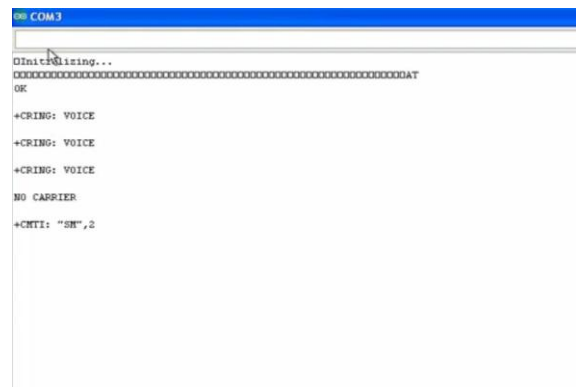 COM3
Initializing...
AT
OK
+CRING: VOICE
+CRING: VOICE
+CRING: VOICE
NO CARRIER
+CMTI: "SM",2